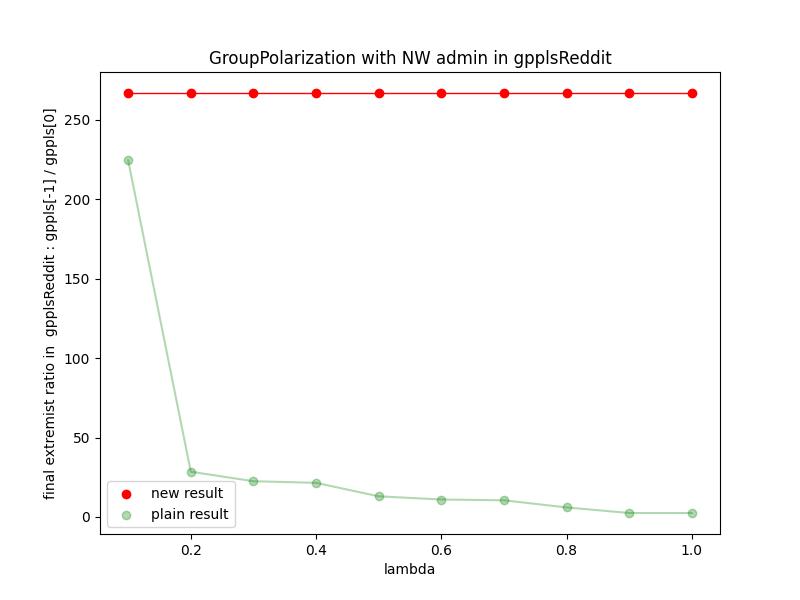 GroupPolarization with NW admin in gpplsReddit
final extremist ratio in  gpplsReddit : gppls[-1] / gppls[0]
250
200
150
100
50
0
new result
plain result
0.2
0.4
0.6
0.8
1.0
lambda